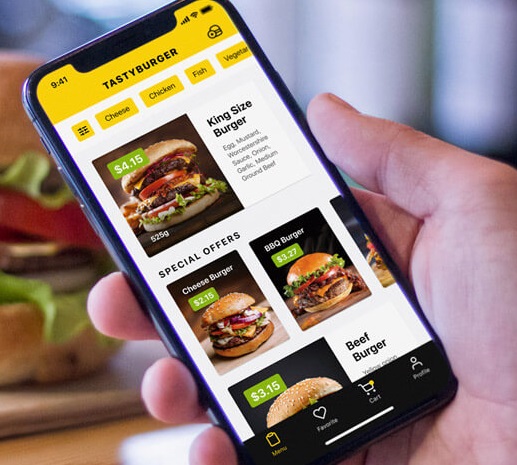 9:41
TASTYBURGER
Cheese
Chicken
Fish
Vegetar
$4.15
525g
King Size
Burger
Egg, Mustard,
Worcestershire
Sauce, Onion,
Garlic, Medium
Ground Beef
SPECIAL OFFERS
Cheese Burger
$2.15
BBQ Burger
$3.27
$3.15
Beef
Burger
Yellow onion
Menu
Favorite
Cart
Profile